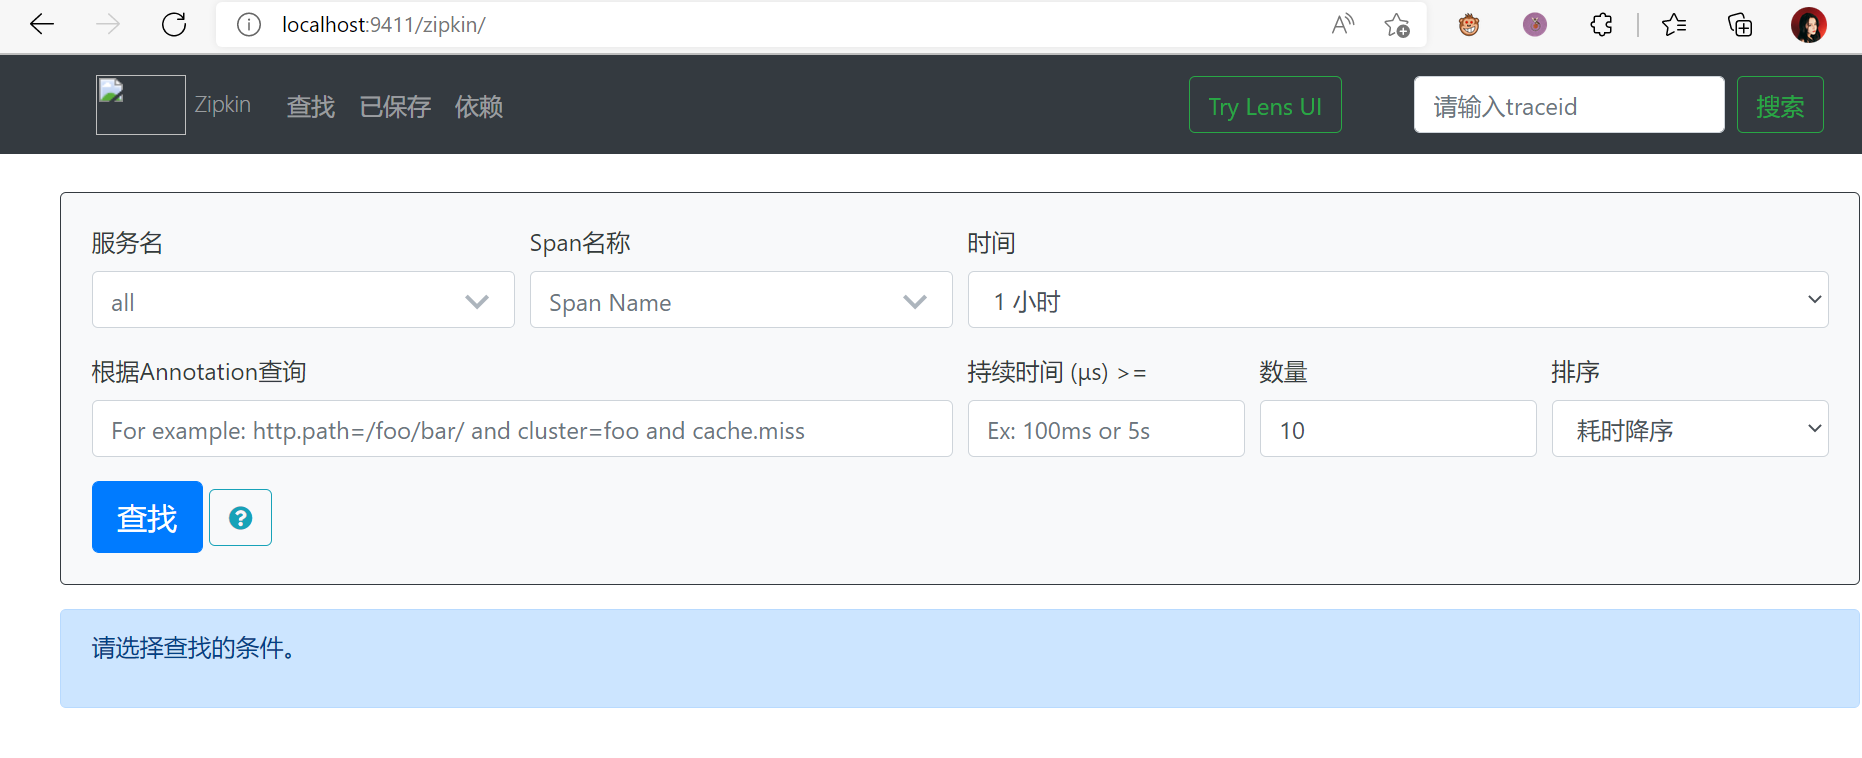 localhost:9411/zipkin/
Zipkin 查找 已保存 依赖 Try Lens UI 请输入traceid 搜索
服务名 Span名称 时间
all Span Name 1 小时
根据Annotation查询 持续时间 (μs) >= 数量 排序
For example: http.path=/foo/bar/ and cluster=foo and cache.miss Ex: 100ms or 5s 10 耗时降序
查找 ?
请选择查找的条件。